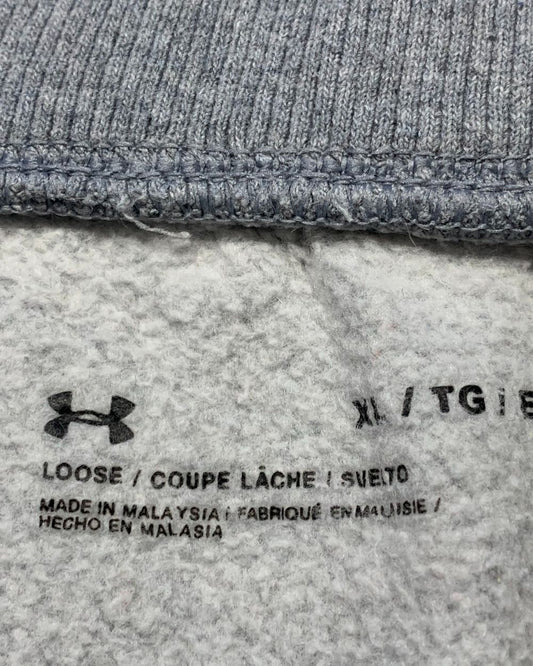 XL / TG / E
LOOSE / COUPE LÂCHE / SUELTO
MADE IN MALAYSIA / FABRIQUÉ EN MALAISIE /
HECHO EN MALASIA